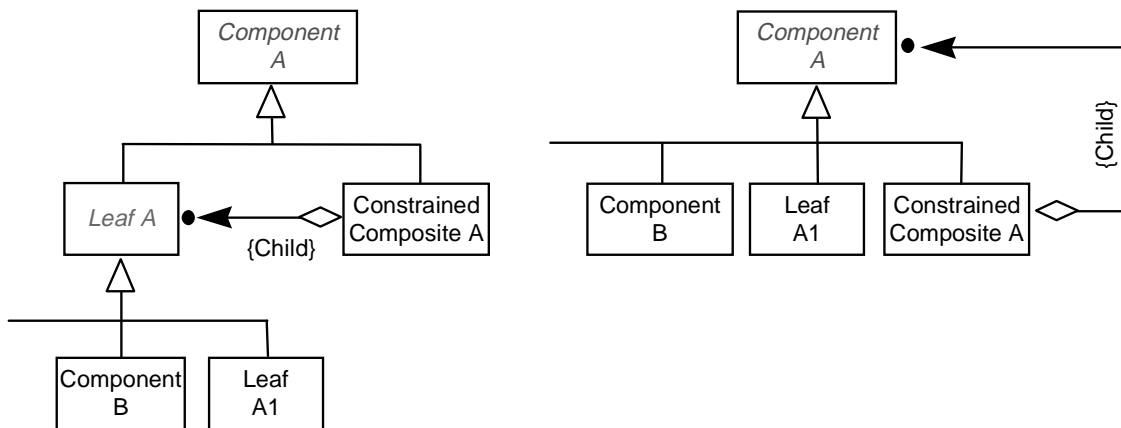 Component
A
Leaf A
{Child}
Constrained
Composite A
Component
B
Leaf
A1
Component
A
{Child}
Component
B
Leaf
A1
Constrained
Composite A